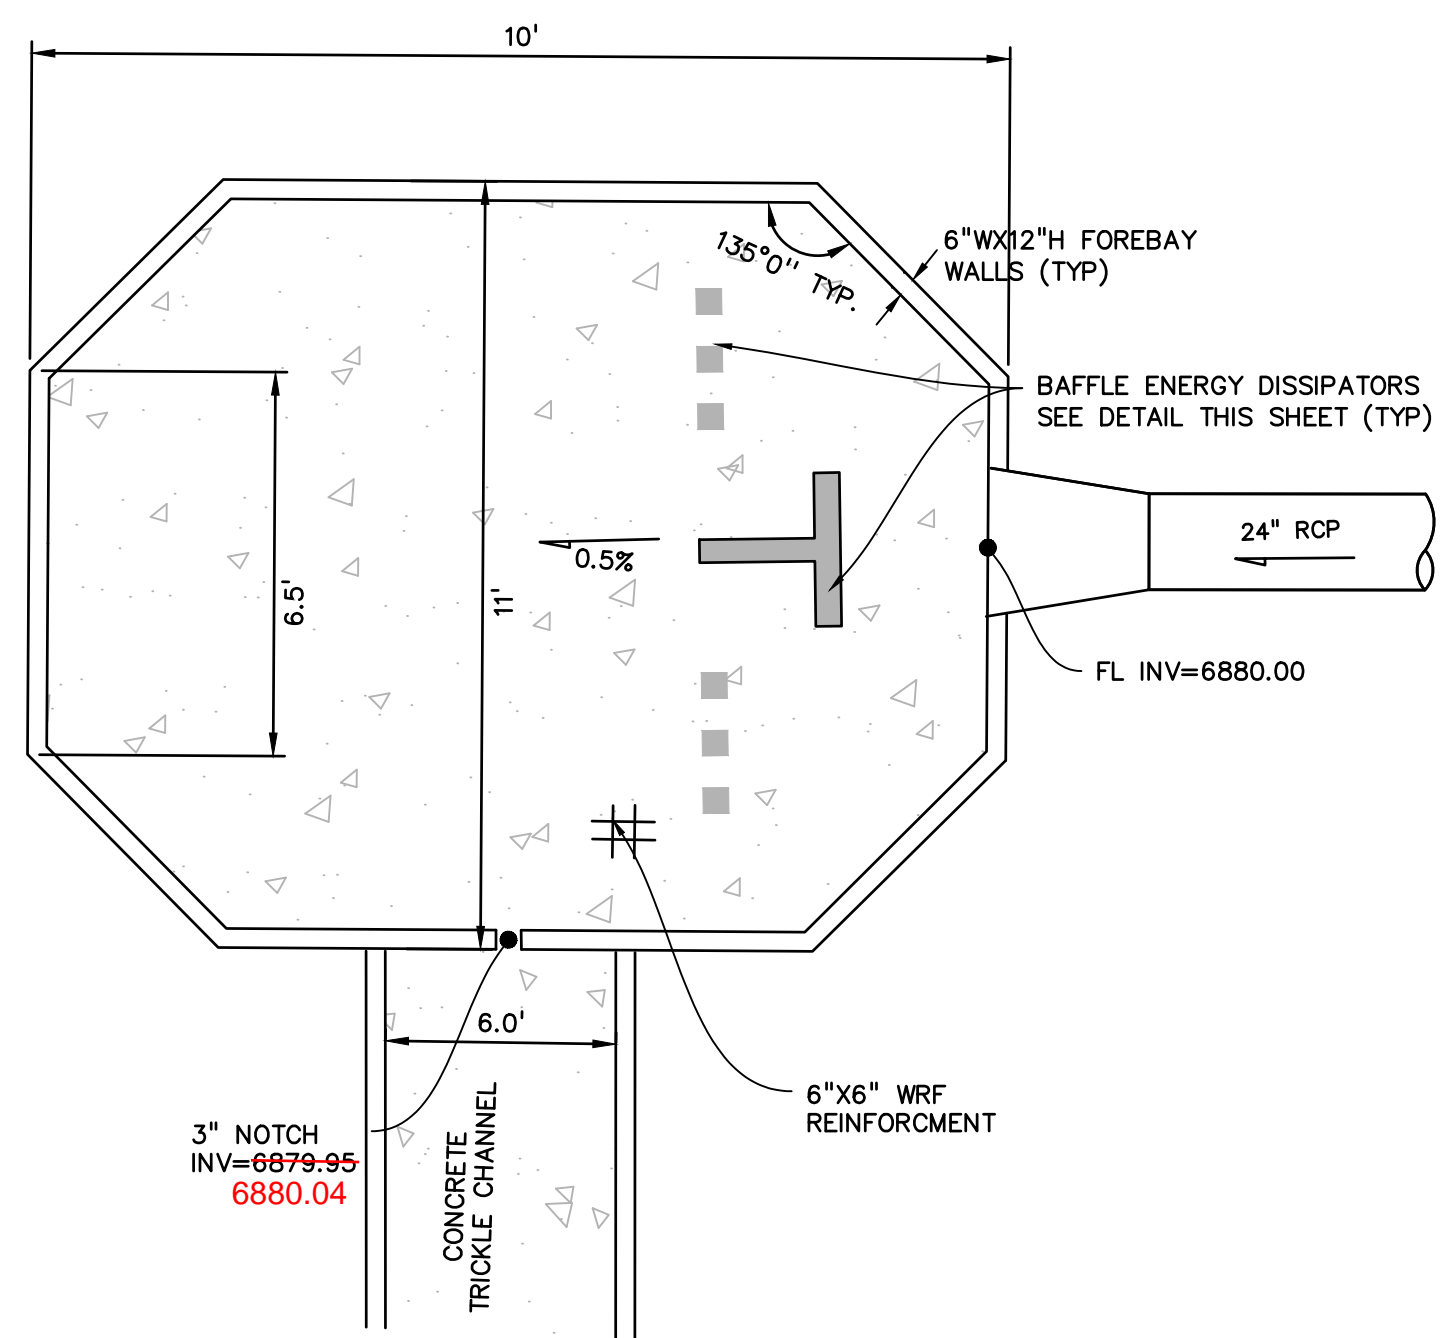 10'
6"WX12"H FOREBAY
WALLS (TYP)
135°0" TYP.
BAFFLE ENERGY DISSIPATORS
SEE DETAIL THIS SHEET (TYP)
24" RCP
0.5%
6.5'
11'
FL INV=6880.00
6.0'
6"X6" WRF
REINFORCMENT
3" NOTCH
INV=6879.95
6880.04
CONCRETE
TRICKLE CHANNEL